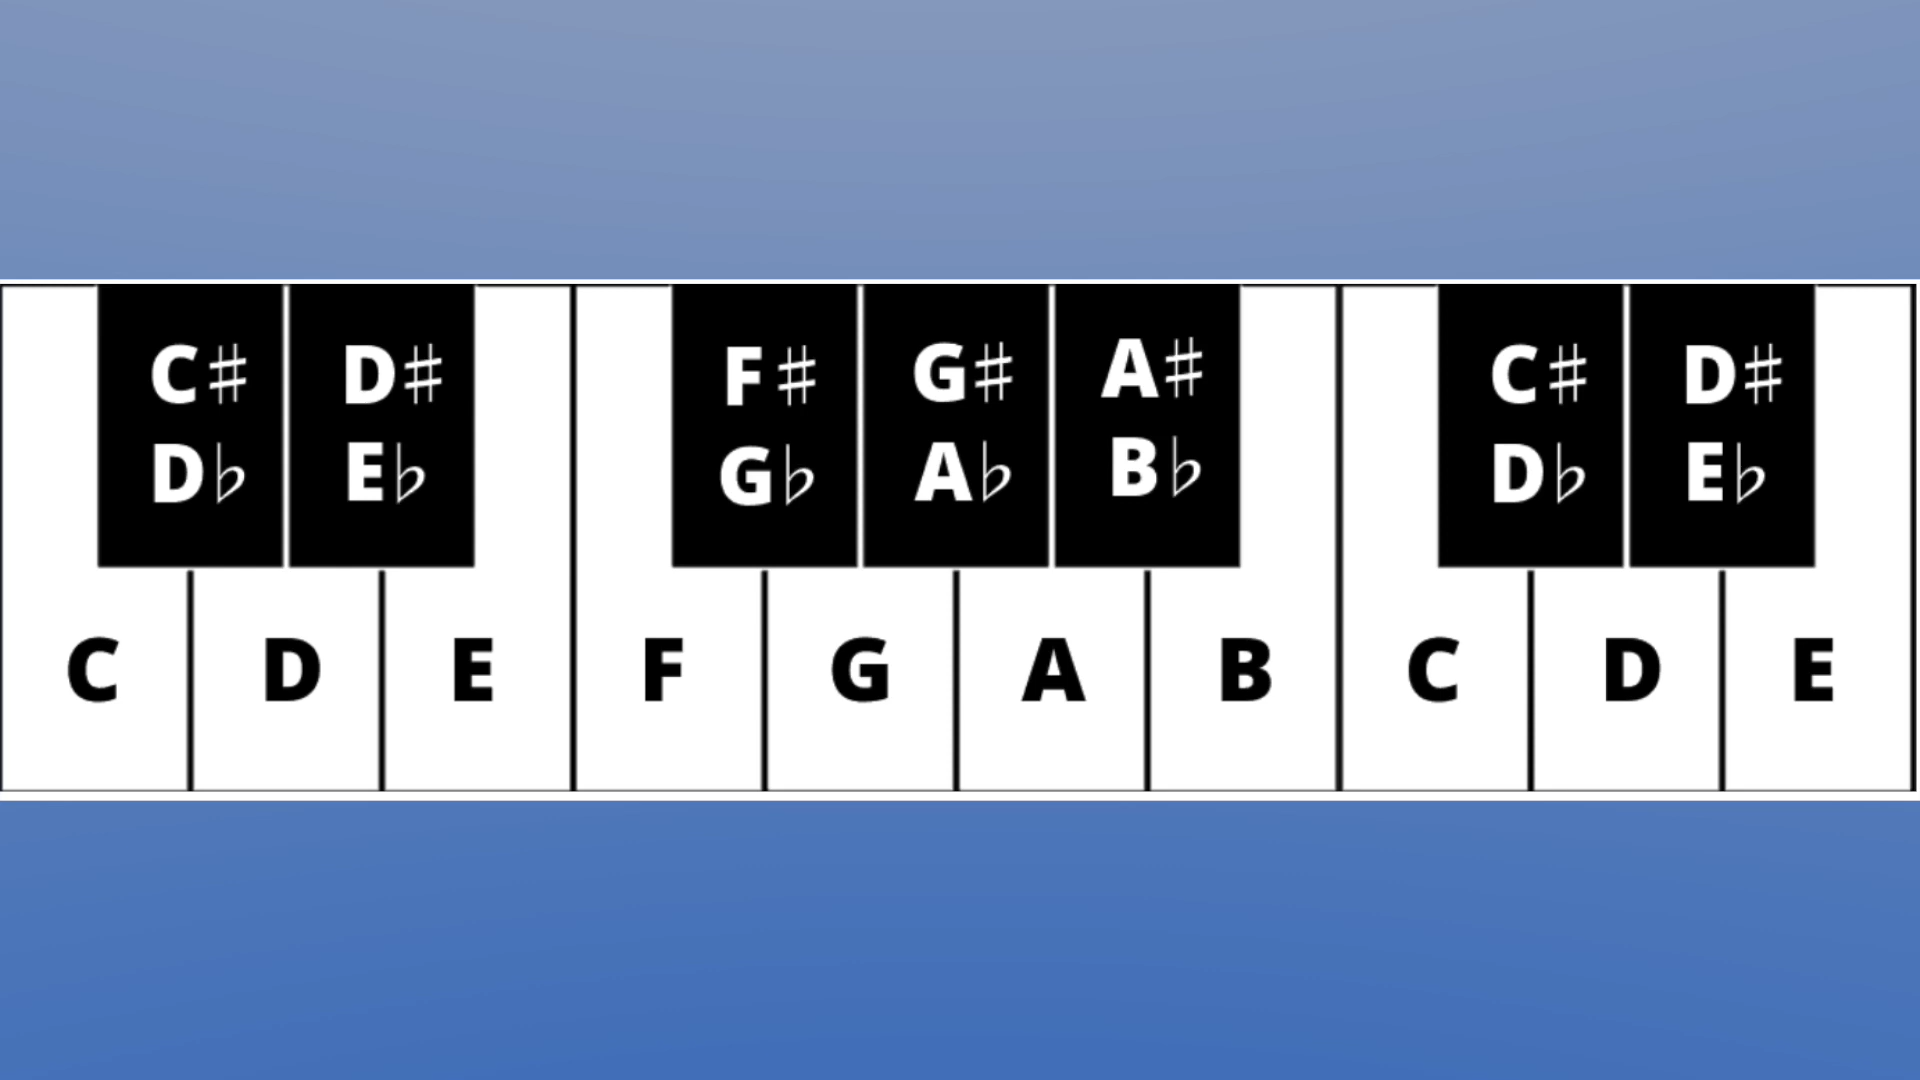 C♯ D♯ F♯ G♯ A♯ C♯ D♯
D♭ E♭ G♭ A♭ B♭ D♭ E♭
C D E F G A B C D E